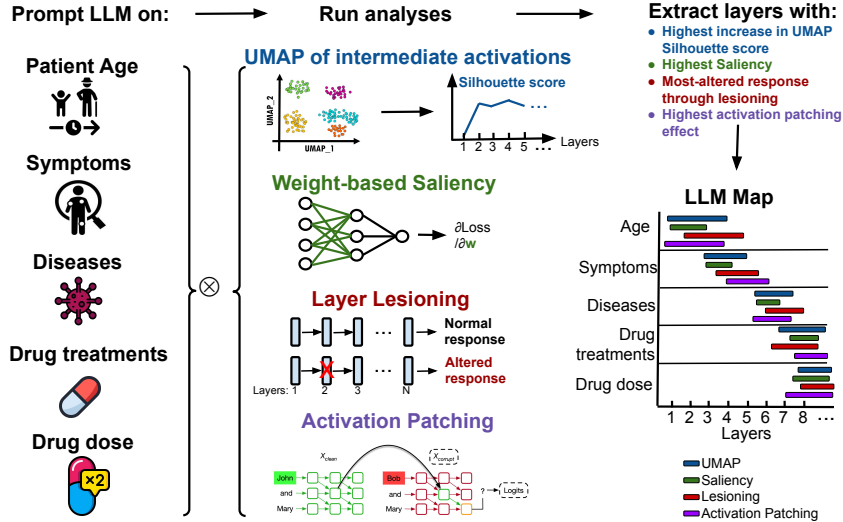 Prompt LLM on:
Run analyses
Extract layers with:
Patient Age
Symptoms
Diseases
Drug treatments
Drug dose
×2
UMAP of intermediate activations
UMAP_2
UMAP_1
Silhouette score
1 2 3 4 5 ...
Layers
Weight-based Saliency
∂Loss
/∂w
Layer Lesioning
Normal
response
X
Altered
response
Layers: 1 2 3 N
Activation Patching
X_clean
X_corrupt
John
and
Mary
Bob
and
Mary
?
Logits
• Highest increase in UMAP
Silhouette score
• Highest Saliency
• Most-altered response
through lesioning
• Highest activation patching
effect
LLM Map
Age
Symptoms
Diseases
Drug
treatments
Drug dose
1 2 3 4 5 6 7 8 ...
Layers
UMAP
Saliency
Lesioning
Activation Patching